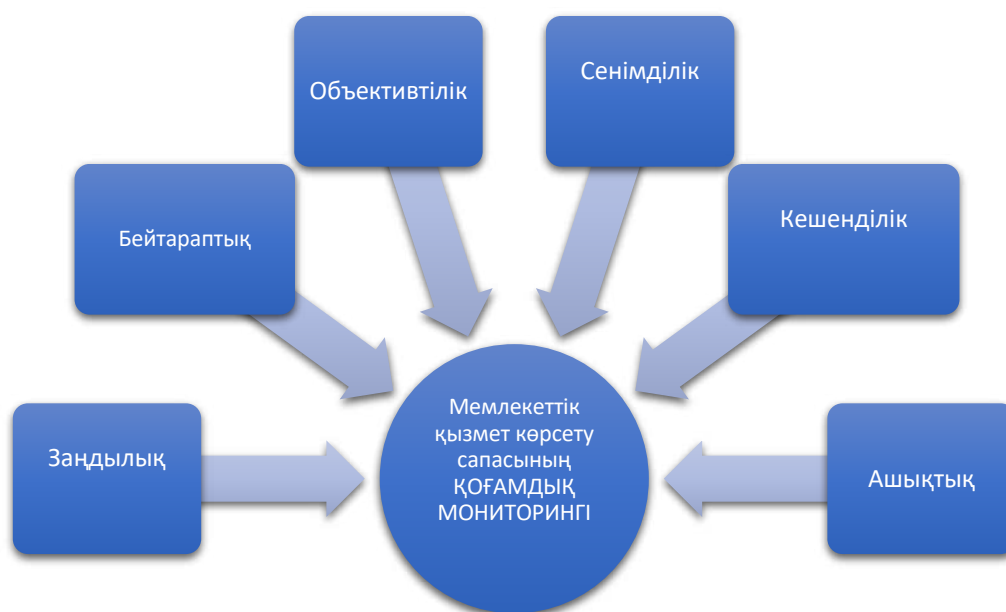 Объективтілік
Сенімділік
Бейтараптық
Кешенділік
Заңдылық
Мемлекеттік
қызмет көрсету
сапасының
ҚОҒАМДЫҚ
МОНИТОРИНГІ
Ашықтық